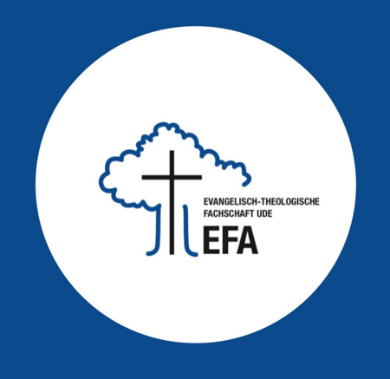 EVANGELISCH-THEOLOGISCHE
FACHSCHAFT UDE
EFA